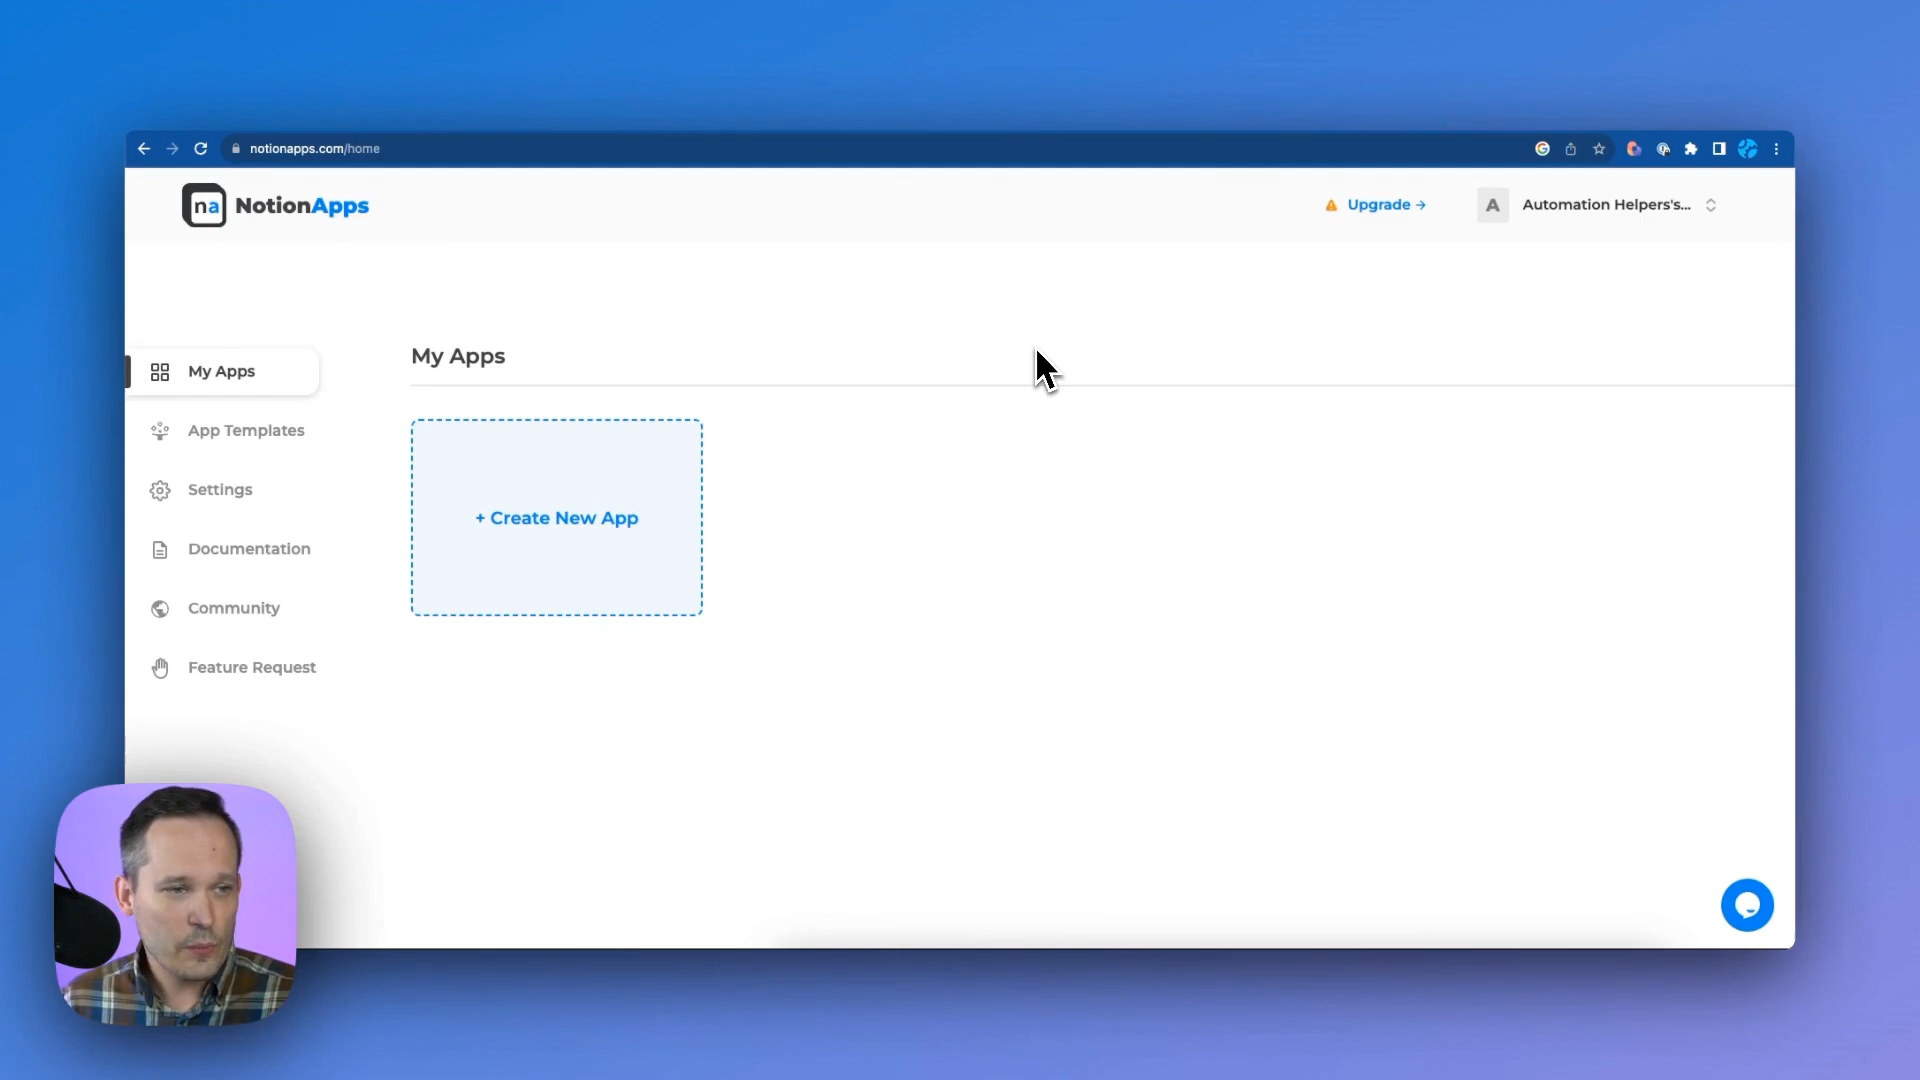 notionapps.com/home
na NotionApps
Upgrade →
A Automation Helpers's...
My Apps
App Templates
Settings
Documentation
Community
Feature Request
My Apps
+ Create New App